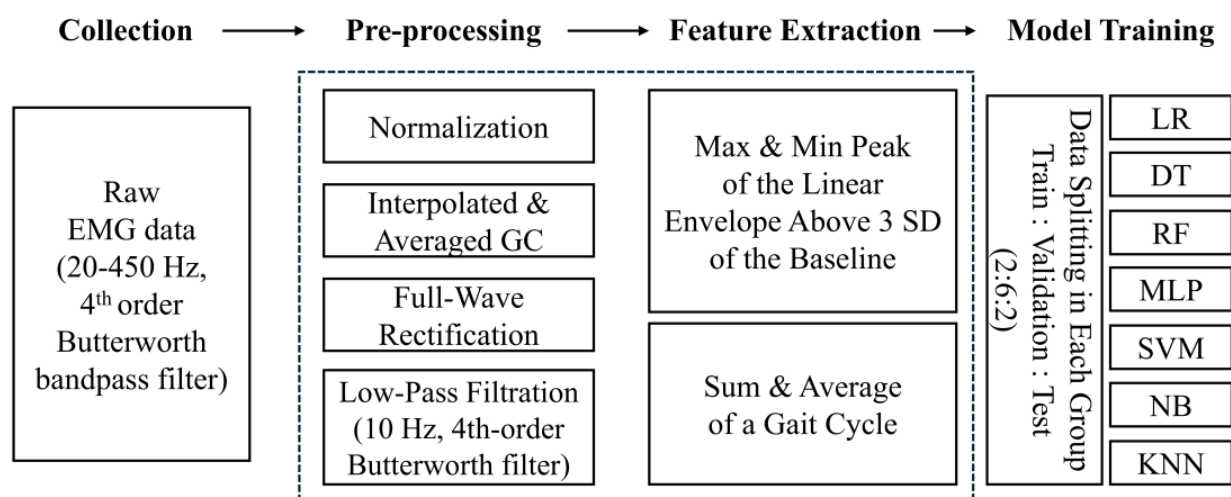 Collection
Pre-processing
Feature Extraction
Model Training
Raw
EMG data
(20-450 Hz,
4th order
Butterworth
bandpass filter)
Normalization
Interpolated &
Averaged GC
Full-Wave
Rectification
Low-Pass Filtration
(10 Hz, 4th-order
Butterworth filter)
Max & Min Peak
of the Linear
Envelope Above 3 SD
of the Baseline
Sum & Average
of a Gait Cycle
Data Splitting in Each Group
Train : Validation : Test
(2:6:2)
LR
DT
RF
MLP
SVM
NB
KNN